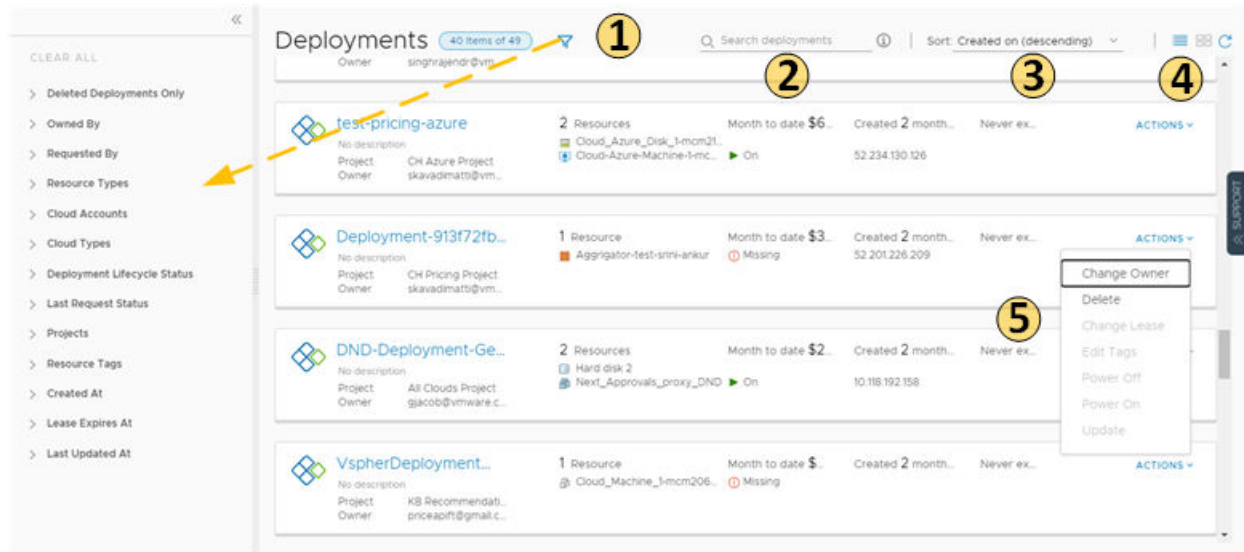 «
CLEAR ALL
> Deleted Deployments Only
> Owned By
> Requested By
> Resource Types
> Cloud Accounts
> Cloud Types
> Deployment Lifecycle Status
> Last Request Status
> Projects
> Resource Tags
> Created At
> Lease Expires At
> Last Updated At
Deployments 40 Items of 49 1 Search deployments Sort: Created on (descending)
2 3 4
Owner singhrajendr@vm...
test-pricing-azure 2 Resources Month to date $6... Created 2 month... Never ex... ACTIONS
No description Cloud_Azure_Disk_1-mcm21...
Cloud-Azure-Machine-1-mc... On 52.234.130.126
Project CH Azure Project
Owner skavadimatti@vm...
Deployment-913f72fb... 1 Resource Month to date $3... Created 2 month... Never ex... ACTIONS
No description Aggrigator-test-srini-ankur Missing 52.201.226.209
Project CH Pricing Project
Owner skavadimatti@vm...
Change Owner
Delete
Change Lease
Edit Tags
Power Off
Power On
Update
5
DND-Deployment-Ge... 2 Resources Month to date $2... Created 2 month... Never ex...
No description Hard disk 2
Next_Approvals_proxy_DND On 10.118.192.158
Project All Clouds Project
Owner gjacob@vmware.c...
VspherDeployment... 1 Resource Month to date $... Created 2 month... Never ex... ACTIONS
No description Cloud_Machine_1-mcm206... Missing
Project KB Recommendati...
Owner priceapift@gmail.c...
SUPPORT